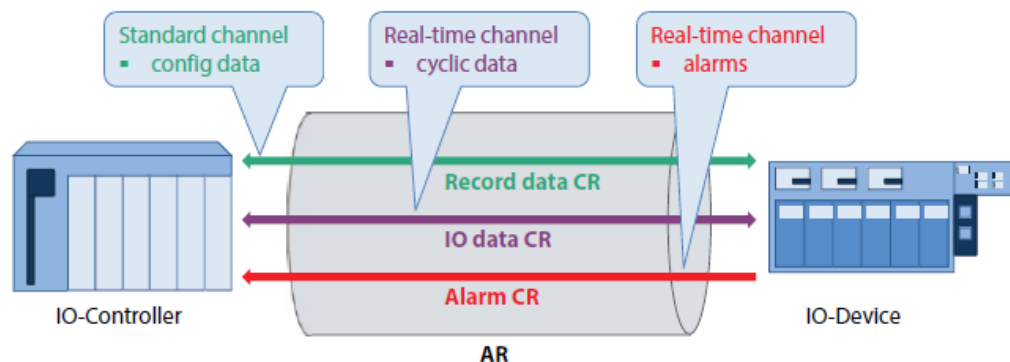 Standard channel
▪ config data
Real-time channel
▪ cyclic data
Real-time channel
▪ alarms
Record data CR
IO data CR
Alarm CR
IO-Controller
IO-Device
AR